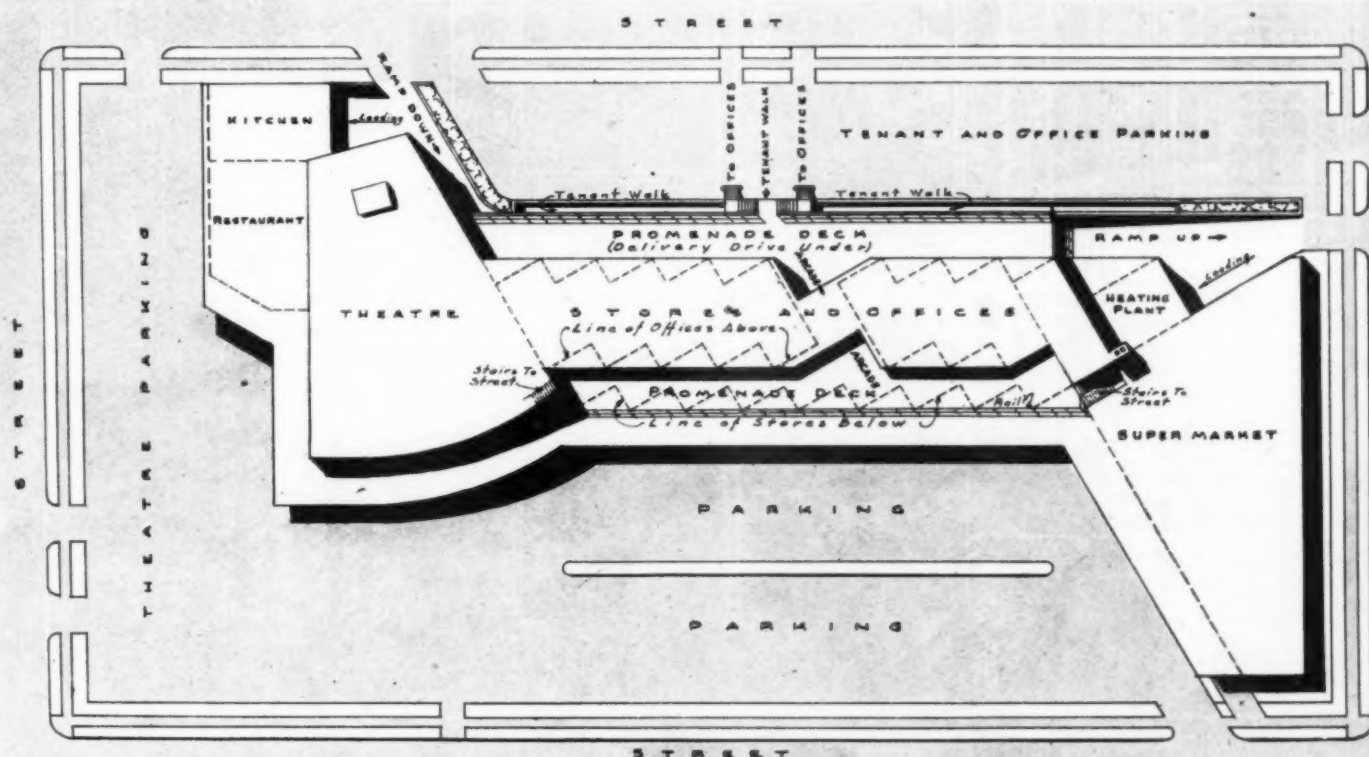 STREET
RAMP DOWN
KITCHEN
Loading
TO OFFICES
TENANT WALK
TO OFFICES
TENANT AND OFFICE PARKING
RESTAURANT
Tenant Walk
Tenant Walk
PROMENADE DECK
(Delivery Drive Under)
RAMP UP
Loading
ARCADE
THEATRE PARKING
STREET
THEATRE
STORES AND OFFICES
Line of Offices Above
HEATING
PLANT
Stairs To
Street
ARCADE
PROMENADE DECK
Rail
Stairs To
Street
Line of Stores Below
SUPER MARKET
PARKING
PARKING
STREET